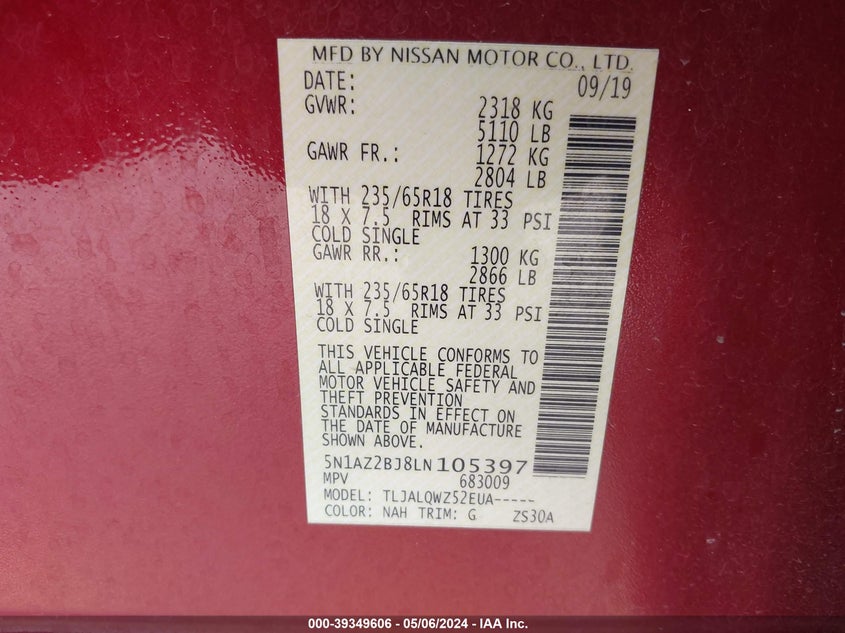 MFD BY NISSAN MOTOR CO., LTD.
DATE: 09/19
GVWR: 2318 KG
5110 LB
GAWR FR.: 1272 KG
2804 LB
WITH 235/65R18 TIRES
18 X 7.5 RIMS AT 33 PSI
COLD SINGLE
GAWR RR.: 1300 KG
2866 LB
WITH 235/65R18 TIRES
18 X 7.5 RIMS AT 33 PSI
COLD SINGLE
THIS VEHICLE CONFORMS TO
ALL APPLICABLE FEDERAL
MOTOR VEHICLE SAFETY AND
THEFT PREVENTION
STANDARDS IN EFFECT ON
THE DATE OF MANUFACTURE
SHOWN ABOVE.
5N1AZ2BJ8LN105397
MPV 683009
MODEL: TLJALQWZ52EUA-----
COLOR: NAH TRIM: G ZS30A
000-39349606 - 05/06/2024 - IAA Inc.